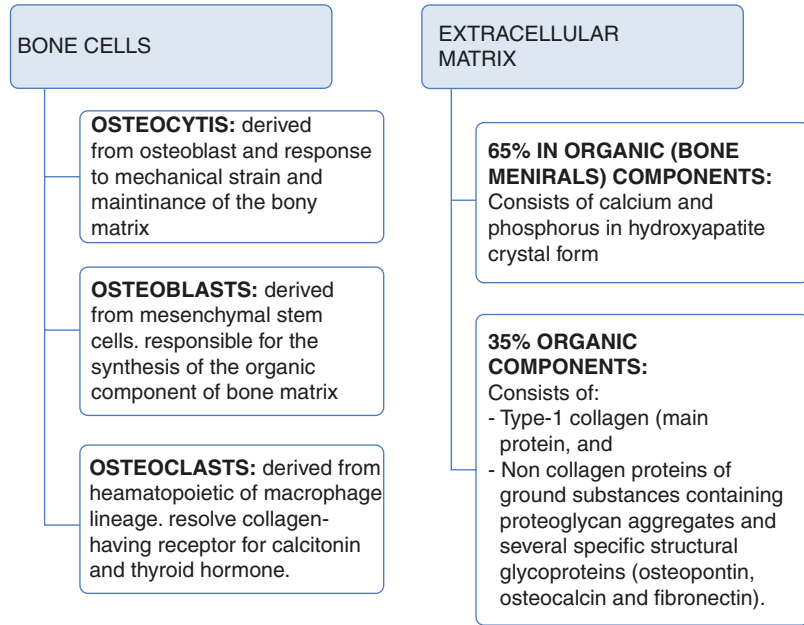 BONE CELLS
OSTEOCYTIS: derived
from osteoblast and response
to mechanical strain and
maintinance of the bony
matrix
OSTEOBLASTS: derived
from mesenchymal stem
cells. responsible for the
synthesis of the organic
component of bone matrix
OSTEOCLASTS: derived from
heamatopoietic of macrophage
lineage. resolve collagen-
having receptor for calcitonin
and thyroid hormone.
EXTRACELLULAR
MATRIX
65% IN ORGANIC (BONE
MENIRALS) COMPONENTS:
Consists of calcium and
phosphorus in hydroxyapatite
crystal form
35% ORGANIC
COMPONENTS:
Consists of:
- Type-1 collagen (main
protein, and
- Non collagen proteins of
ground substances containing
proteoglycan aggregates and
several specific structural
glycoproteins (osteopontin,
osteocalcin and fibronectin).